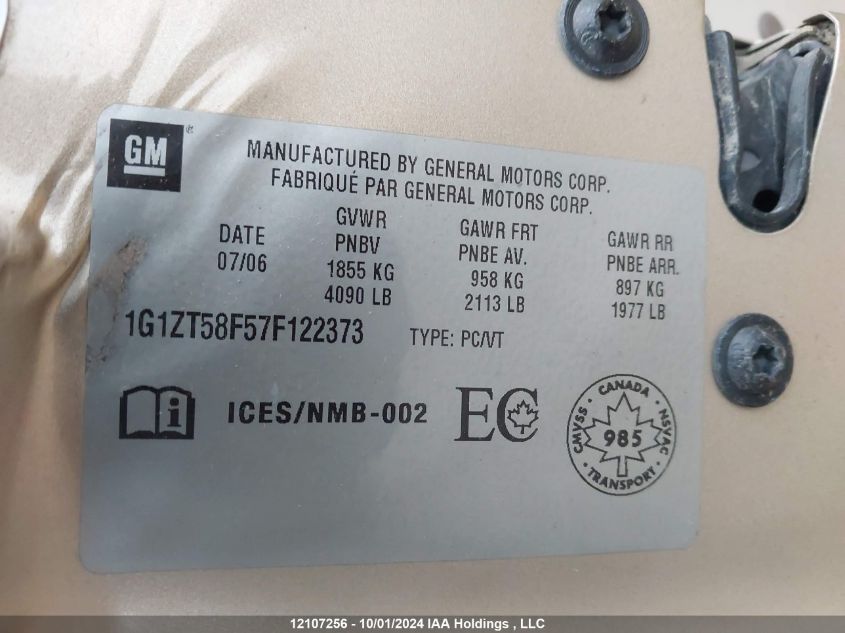 GM
MANUFACTURED BY GENERAL MOTORS CORP.
FABRIQUÉ PAR GENERAL MOTORS CORP.
DATE
07/06
GVWR
PNBV
1855 KG
4090 LB
GAWR FRT
PNBE AV.
958 KG
2113 LB
GAWR RR
PNBE ARR.
897 KG
1977 LB
1G1ZT58F57F122373 TYPE: PC/VT
ICES/NMB-002 EC
CANADA
CMVSS 985 NSVAC
TRANSPORT
12107256 - 10/01/2024 IAA Holdings , LLC